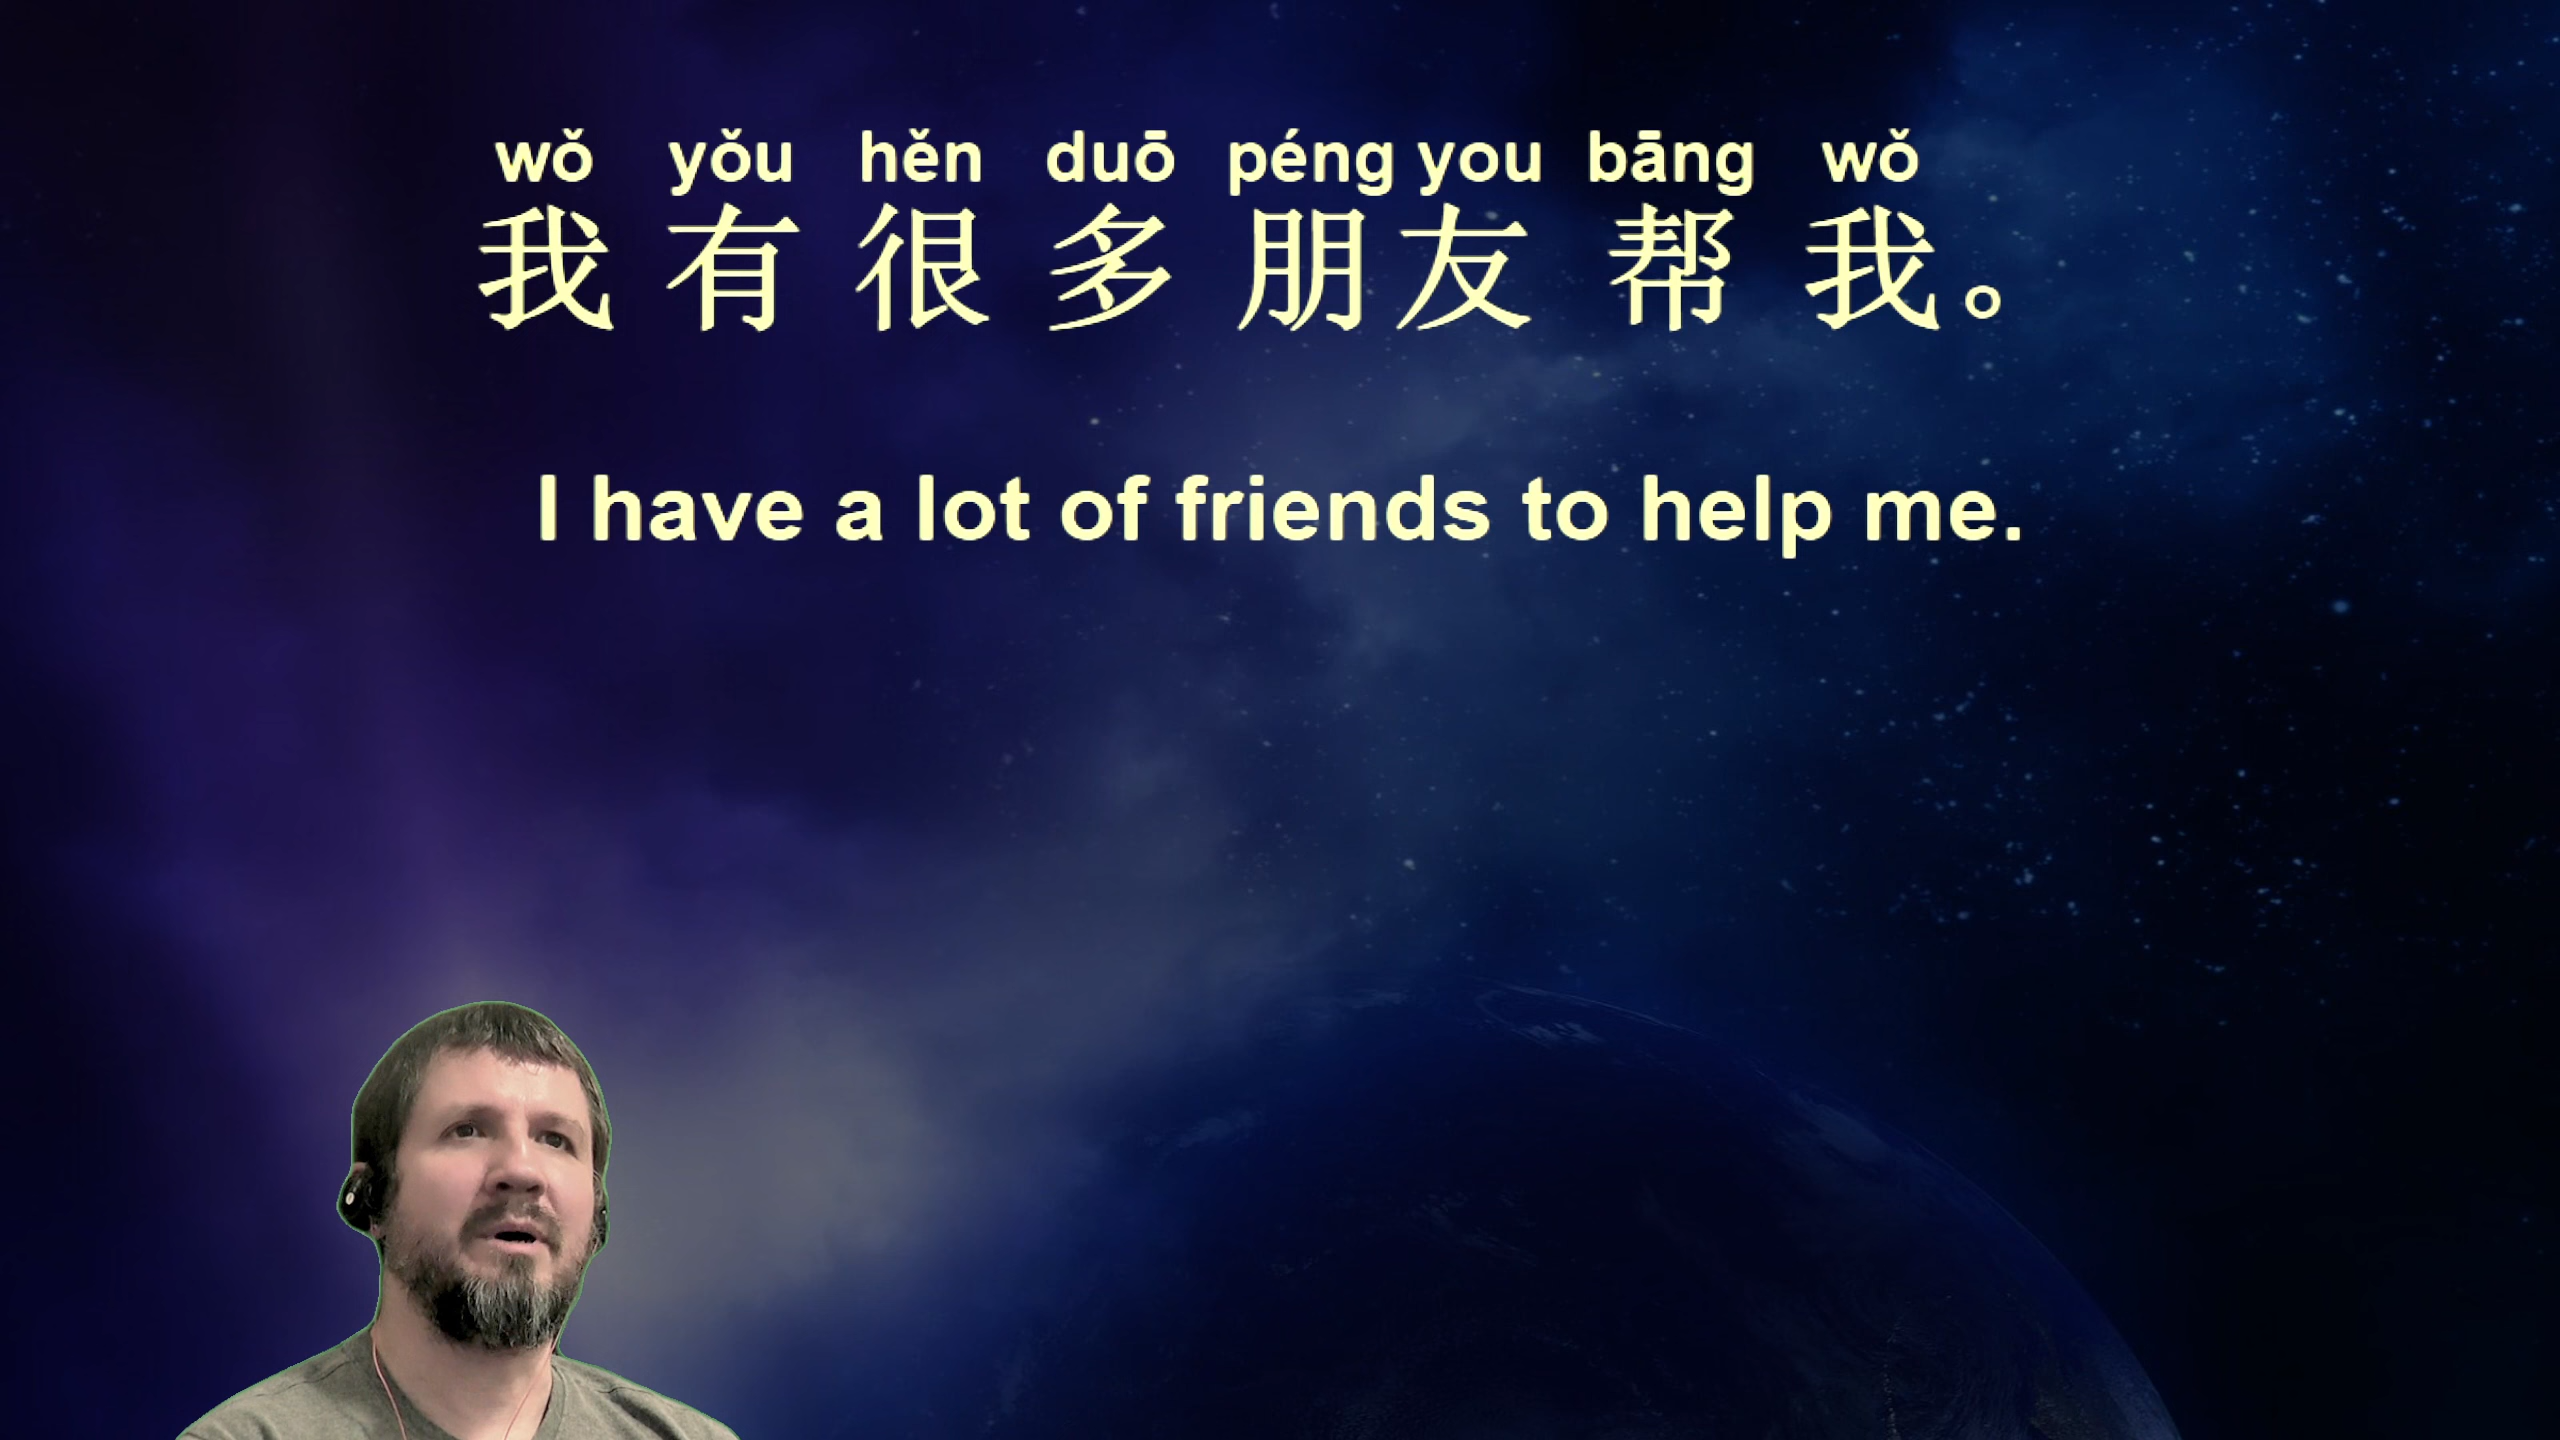 wǒ yǒu hěn duō péng you bāng wǒ
我 有 很 多 朋友 帮 我。
I have a lot of friends to help me.